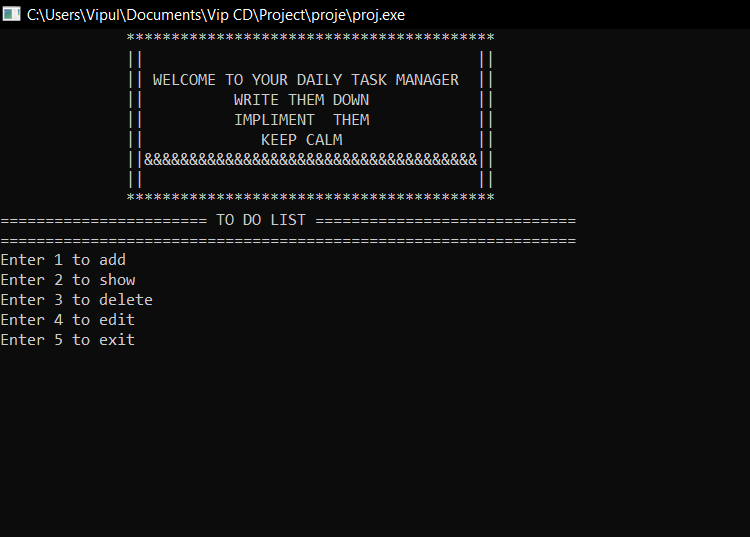 C:\Users\Vipul\Documents\Vip CD\Project\proje\proj.exe
*****************************************
|| ||
|| WELCOME TO YOUR DAILY TASK MANAGER ||
|| WRITE THEM DOWN ||
|| IMPLIMENT THEM ||
|| KEEP CALM ||
||&&&&&&&&&&&&&&&&&&&&&&&&&&&&&&&&&&&&&||
|| ||
*****************************************
======================= TO DO LIST =============================
================================================================
Enter 1 to add
Enter 2 to show
Enter 3 to delete
Enter 4 to edit
Enter 5 to exit